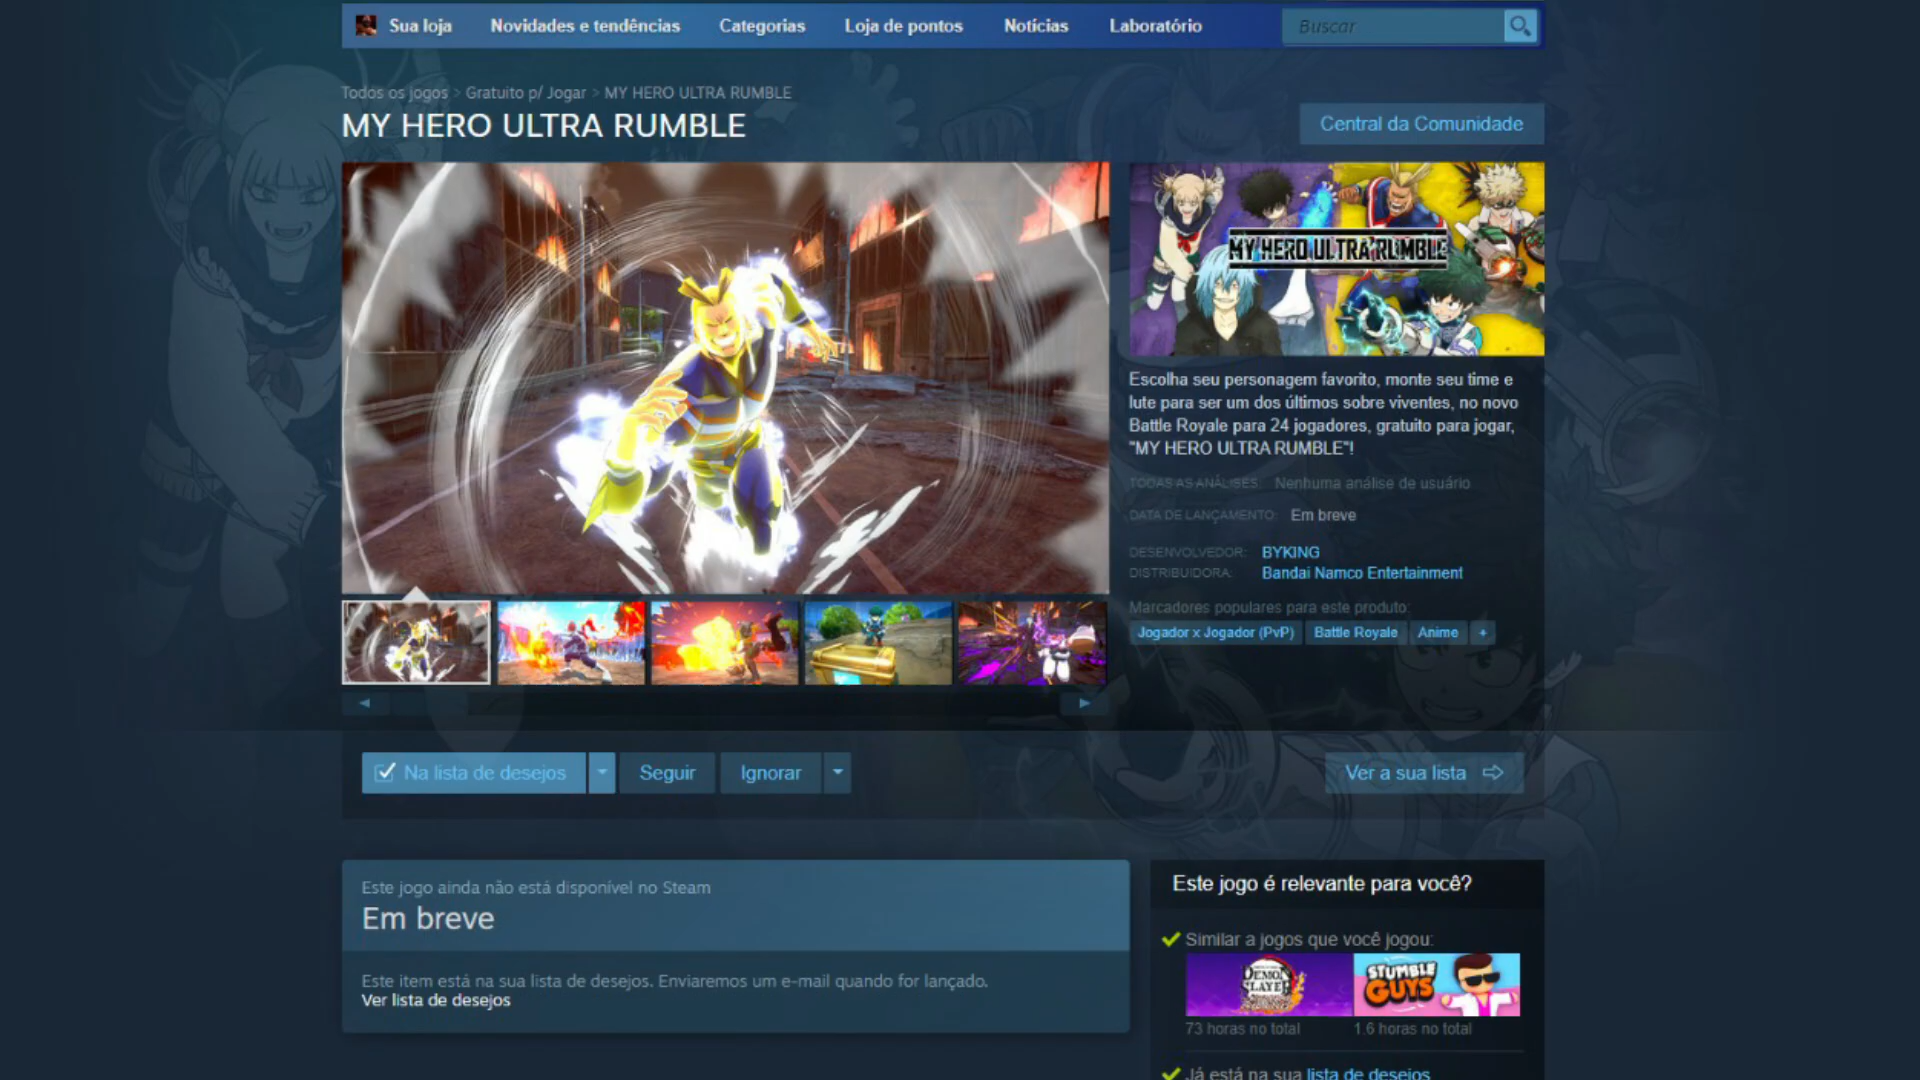 Sua loja Novidades e tendências Categorias Loja de pontos Notícias Laboratório Buscar
Todos os jogos > Gratuito p/ Jogar > MY HERO ULTRA RUMBLE
MY HERO ULTRA RUMBLE
Central da Comunidade
MY HERO ULTRA RUMBLE
Escolha seu personagem favorito, monte seu time e
lute para ser um dos últimos sobre viventes, no novo
Battle Royale para 24 jogadores, gratuito para jogar,
"MY HERO ULTRA RUMBLE"!
TODAS AS ANÁLISES: Nenhuma análise de usuário
DATA DE LANÇAMENTO: Em breve
DESENVOLVEDOR: BYKING
DISTRIBUIDORA: Bandai Namco Entertainment
Marcadores populares para este produto:
Jogador x Jogador (PvP) Battle Royale Anime +
Na lista de desejos Seguir Ignorar Ver a sua lista
Este jogo ainda não está disponível no Steam
Em breve
Este item está na sua lista de desejos. Enviaremos um e-mail quando for lançado.
Ver lista de desejos
Este jogo é relevante para você?
Similar a jogos que você jogou:
DEMON SLAYER
STUMBLE GUYS
73 horas no total 1.6 horas no total
Já está na sua lista de desejos